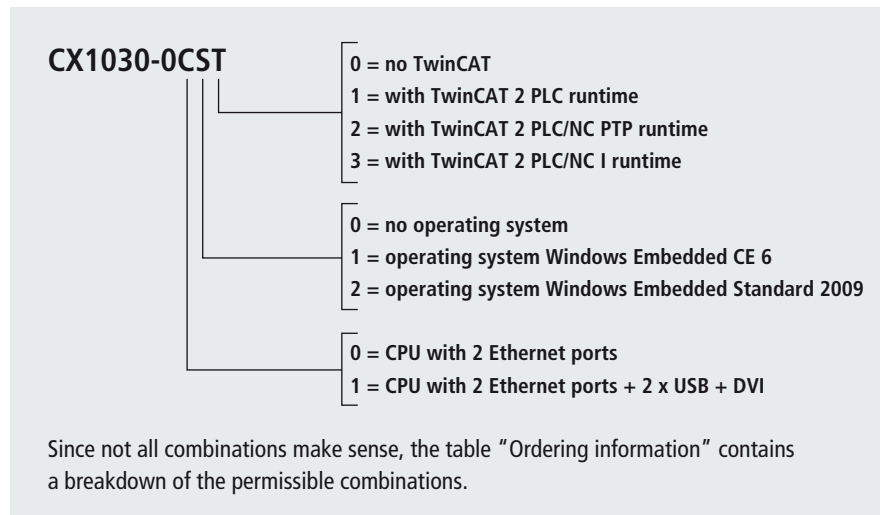 CX1030-0CST
0 = no TwinCAT
1 = with TwinCAT 2 PLC runtime
2 = with TwinCAT 2 PLC/NC PTP runtime
3 = with TwinCAT 2 PLC/NC I runtime
0 = no operating system
1 = operating system Windows Embedded CE 6
2 = operating system Windows Embedded Standard 2009
0 = CPU with 2 Ethernet ports
1 = CPU with 2 Ethernet ports + 2 x USB + DVI
Since not all combinations make sense, the table “Ordering information” contains
a breakdown of the permissible combinations.